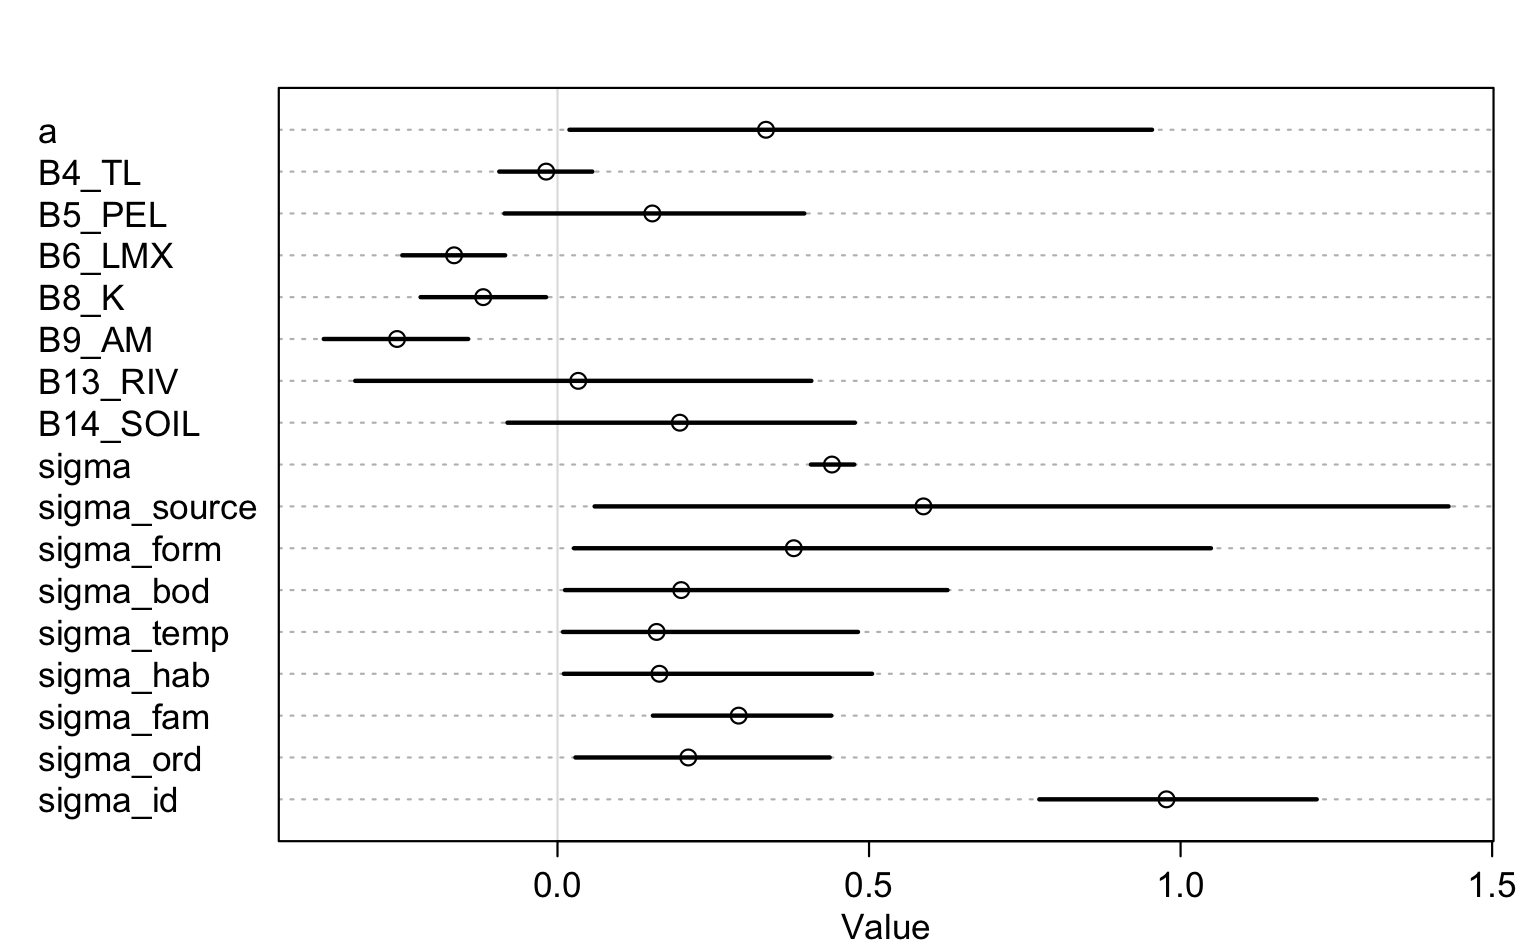 a
B4_TL
B5_PEL
B6_LMX
B8_K
B9_AM
B13_RIV
B14_SOIL
sigma
sigma_source
sigma_form
sigma_bod
sigma_temp
sigma_hab
sigma_fam
sigma_ord
sigma_id
0.0 0.5 1.0 1.5
Value